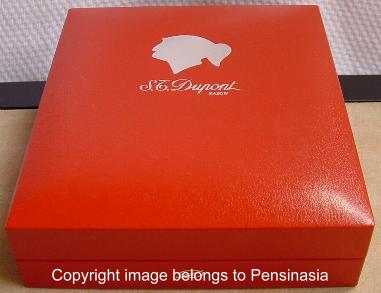 S.T. Dupont
PARIS
Copyright image belongs to Pensinasia